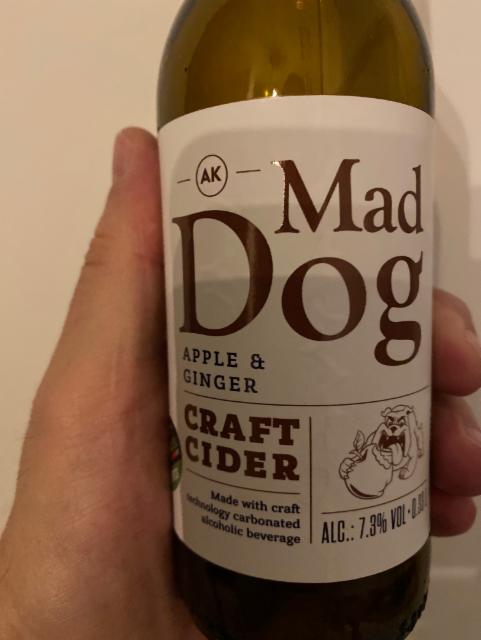 AK
Mad
Dog
APPLE &
GINGER
CRAFT
CIDER
Made with craft
technology carbonated
alcoholic beverage
ALC.: 7.3% VOL